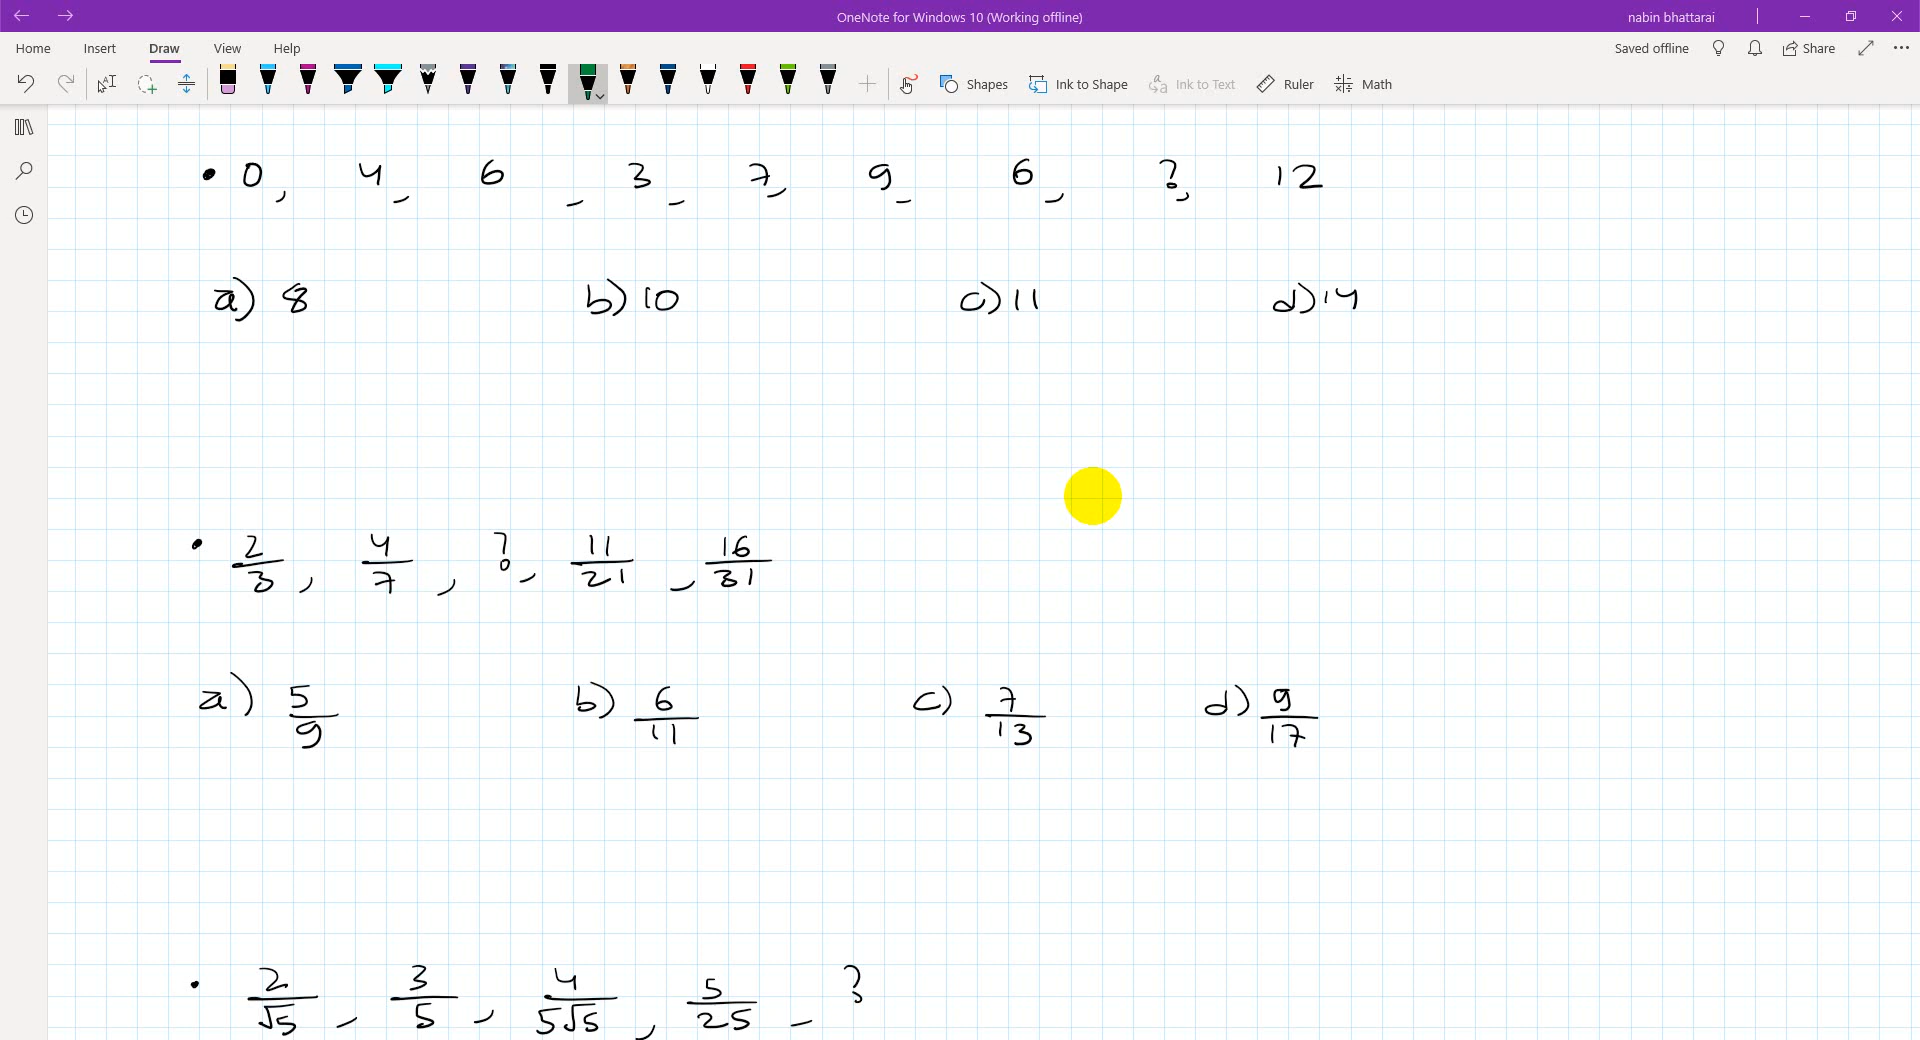 OneNote for Windows 10 (Working offline)
nabin bhattarai
Home Insert Draw View Help
Saved offline Share
Shapes Ink to Shape Ink to Text Ruler Math
• 0, 4, 6, 3, 7, 9, 6, ?, 12
a) 8 b) 10 c) 11 d) 14
• 2/3, 4/7, ?, 11/21, 16/31
a) 5/9 b) 6/11 c) 7/13 d) 9/17
• 2/√5, 3/5, 4/5√5, 5/25, ?